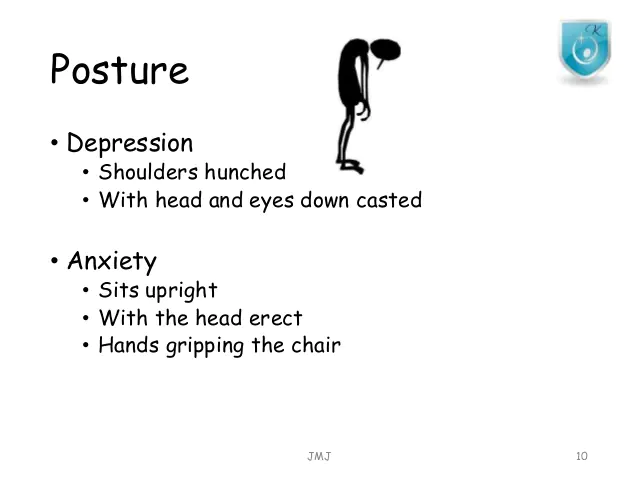 Posture
• Depression
• Shoulders hunched
• With head and eyes down casted
• Anxiety
• Sits upright
• With the head erect
• Hands gripping the chair
K
JMJ
10